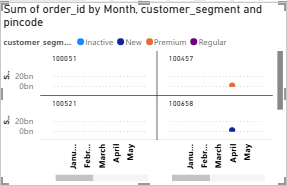 Sum of order_id by Month, customer_segment and
pincode
customer_segm... Inactive New Premium Regular
100051 100457
S.. 20bn
0bn
100521 100658
S.. 20bn
0bn
Janu... Febr... March April May Janu... Febr... March April May